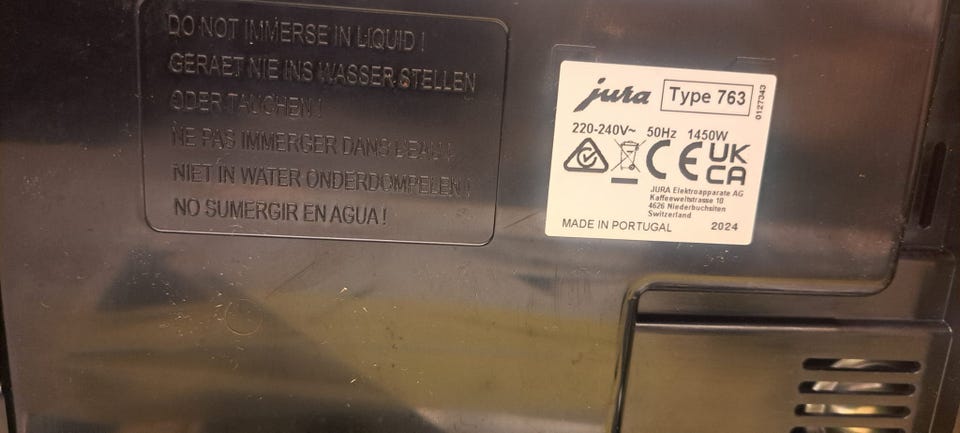 DO NOT IMMERSE IN LIQUID !
GERAET NIE INS WASSER STELLEN
ODER TAUCHEN !
NE PAS IMMERGER DANS L'EAU !
NIET IN WATER ONDERDOMPELEN !
NO SUMERGIR EN AGUA !
jura Type 763
0127343
220-240V~ 50Hz 1450W
CE UK
CA
JURA Elektroapparate AG
Kaffeeweltstrasse 10
4626 Niederbuchsiten
Switzerland
MADE IN PORTUGAL 2024